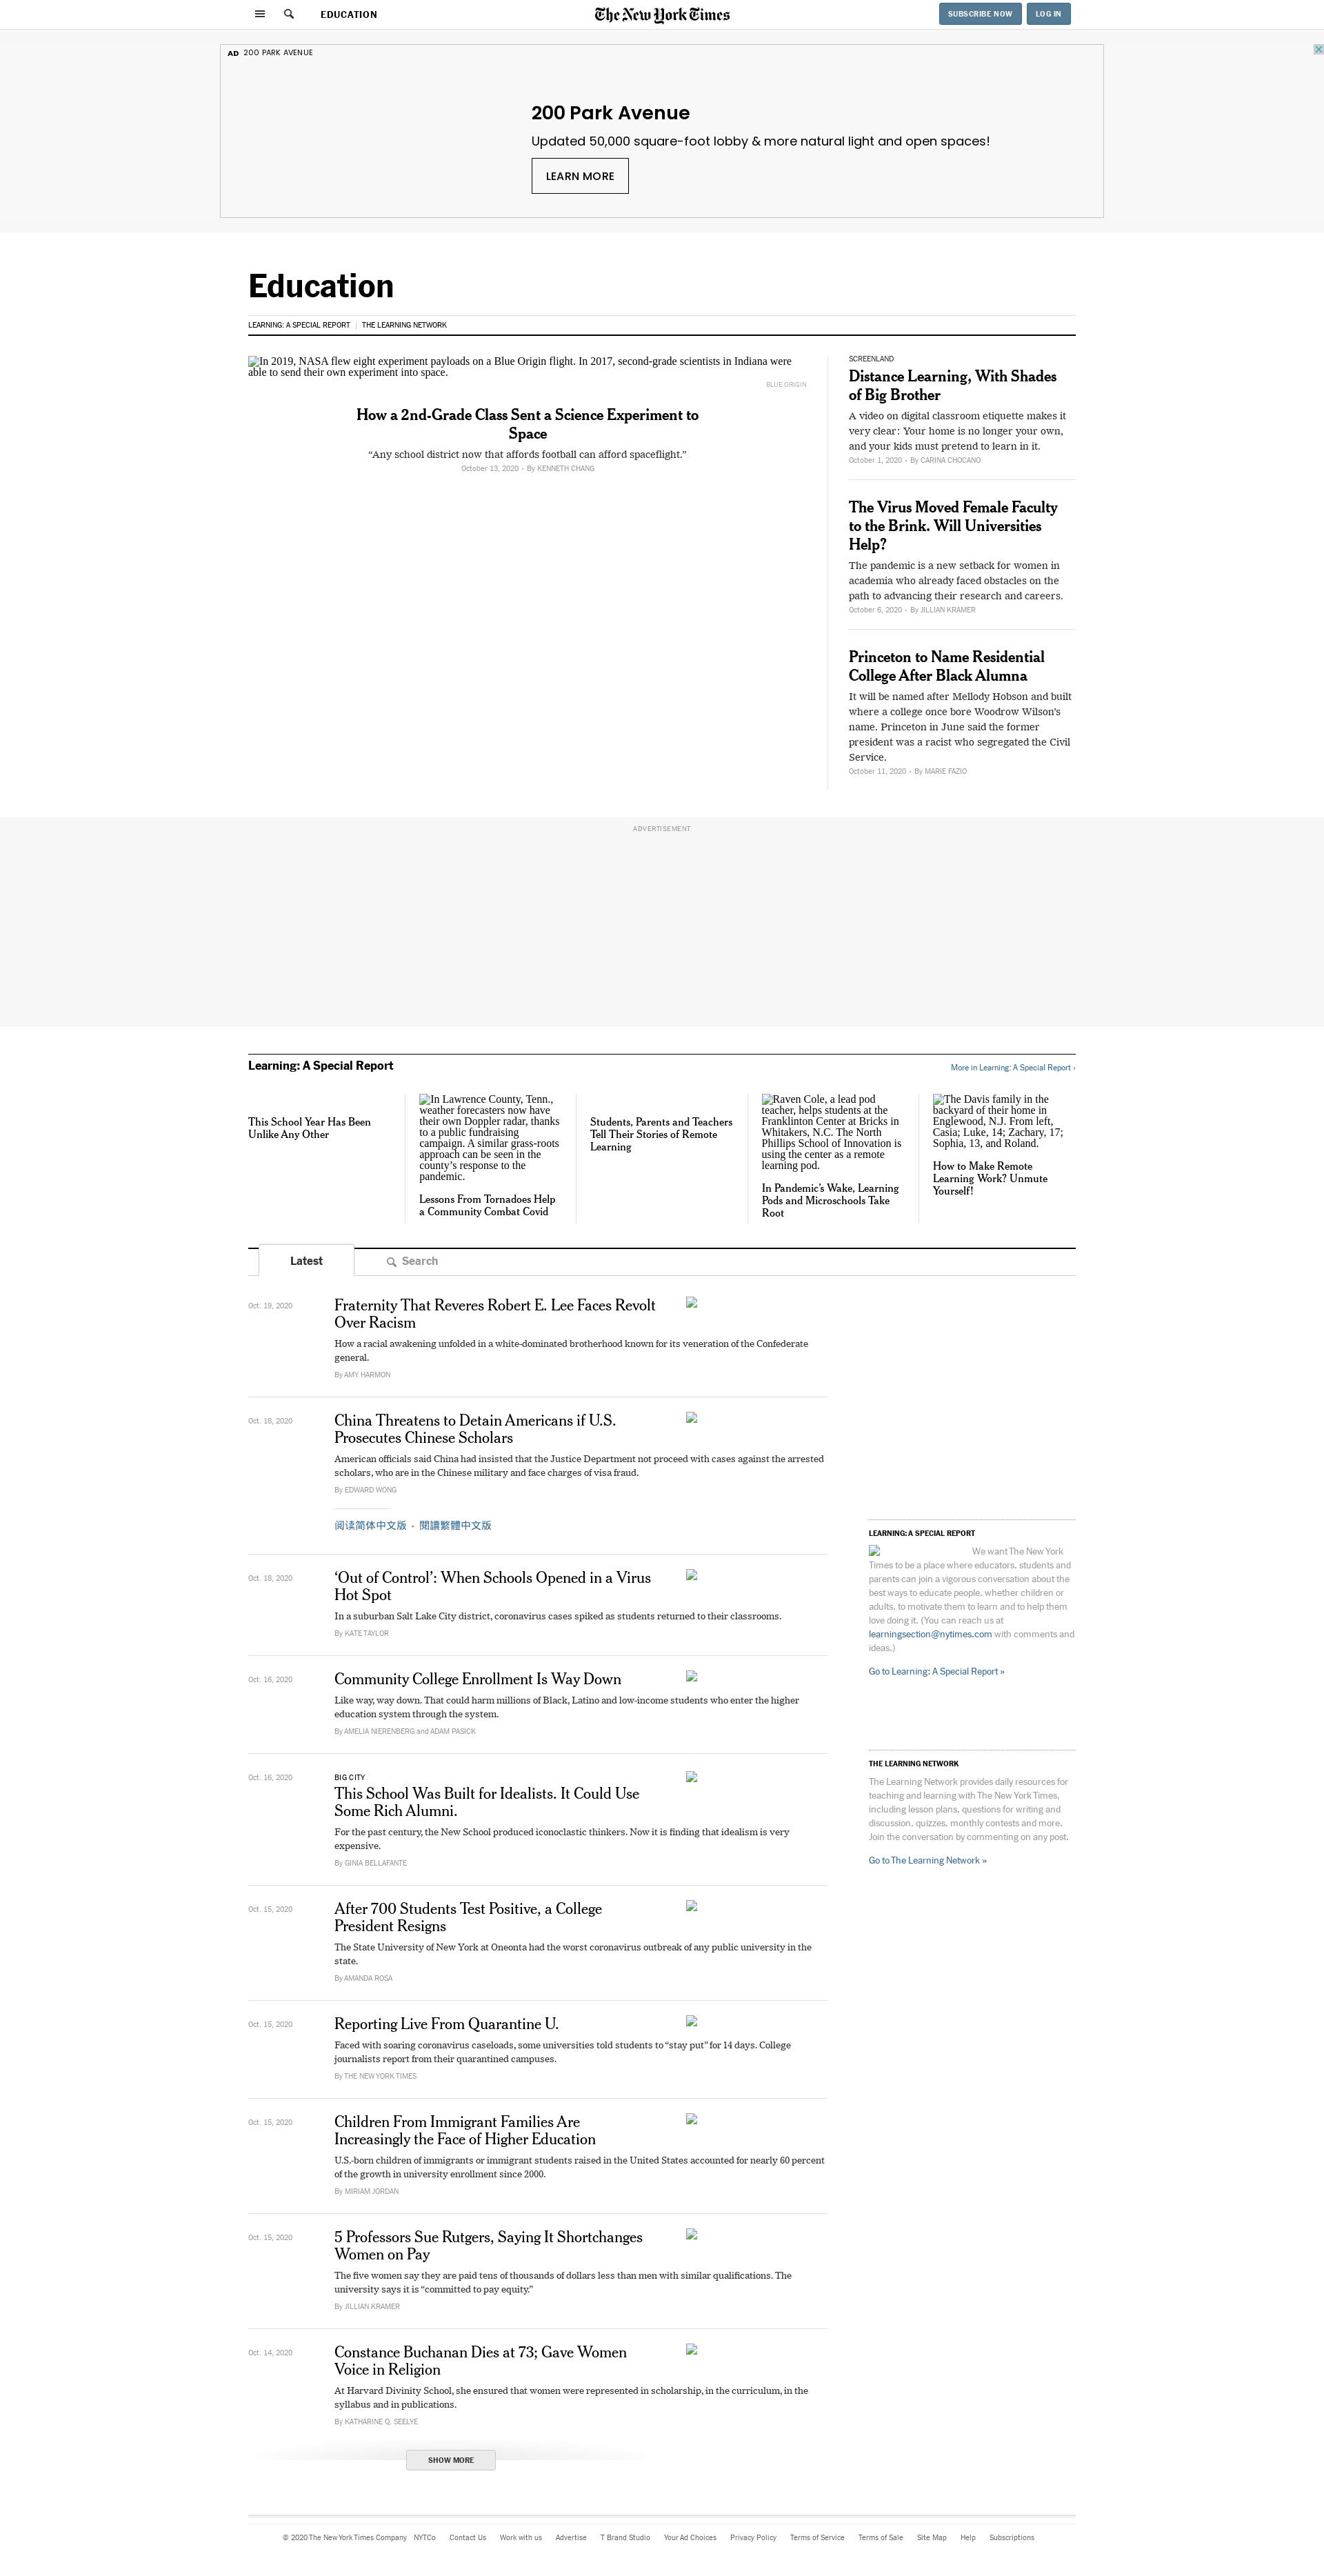 EDUCATION
The New York Times
SUBSCRIBE NOW
LOG IN
AD 200 PARK AVENUE
200 Park Avenue
Updated 50,000 square-foot lobby & more natural light and open spaces!
LEARN MORE
Education
LEARNING: A SPECIAL REPORT
THE LEARNING NETWORK
In 2019, NASA flew eight experiment payloads on a Blue Origin flight. In 2017, second-grade scientists in Indiana were
able to send their own experiment into space.
BLUE ORIGIN
How a 2nd-Grade Class Sent a Science Experiment to
Space
“Any school district now that affords football can afford spaceflight.”
October 13, 2020 • By KENNETH CHANG
SCREENLAND
Distance Learning, With Shades
of Big Brother
A video on digital classroom etiquette makes it
very clear: Your home is no longer your own,
and your kids must pretend to learn in it.
October 1, 2020 • By CARINA CHOCANO
The Virus Moved Female Faculty
to the Brink. Will Universities
Help?
The pandemic is a new setback for women in
academia who already faced obstacles on the
path to advancing their research and careers.
October 6, 2020 • By JILLIAN KRAMER
Princeton to Name Residential
College After Black Alumna
It will be named after Mellody Hobson and built
where a college once bore Woodrow Wilson’s
name. Princeton in June said the former
president was a racist who segregated the Civil
Service.
October 11, 2020 • By MARIE FAZIO
ADVERTISEMENT
Learning: A Special Report
More in Learning: A Special Report ›
This School Year Has Been
Unlike Any Other
In Lawrence County, Tenn.,
weather forecasters now have
their own Doppler radar, thanks
to a public fundraising
campaign. A similar grass-roots
approach can be seen in the
county’s response to the
pandemic.
Lessons From Tornadoes Help
a Community Combat Covid
Students, Parents and Teachers
Tell Their Stories of Remote
Learning
Raven Cole, a lead pod
teacher, helps students at the
Franklinton Center at Bricks in
Whitakers, N.C. The North
Phillips School of Innovation is
using the center as a remote
learning pod.
In Pandemic’s Wake, Learning
Pods and Microschools Take
Root
The Davis family in the
backyard of their home in
Englewood, N.J. From left,
Casia; Luke, 14; Zachary, 17;
Sophia, 13, and Roland.
How to Make Remote
Learning Work? Unmute
Yourself!
Latest
Search
Oct. 19, 2020
Fraternity That Reveres Robert E. Lee Faces Revolt
Over Racism
How a racial awakening unfolded in a white-dominated brotherhood known for its veneration of the Confederate
general.
By AMY HARMON
Oct. 18, 2020
China Threatens to Detain Americans if U.S.
Prosecutes Chinese Scholars
American officials said China had insisted that the Justice Department not proceed with cases against the arrested
scholars, who are in the Chinese military and face charges of visa fraud.
By EDWARD WONG
阅读简体中文版 • 閱讀繁體中文版
Oct. 18, 2020
‘Out of Control’: When Schools Opened in a Virus
Hot Spot
In a suburban Salt Lake City district, coronavirus cases spiked as students returned to their classrooms.
By KATE TAYLOR
Oct. 16, 2020
Community College Enrollment Is Way Down
Like way, way down. That could harm millions of Black, Latino and low-income students who enter the higher
education system through the system.
By AMELIA NIERENBERG and ADAM PASICK
Oct. 16, 2020
BIG CITY
This School Was Built for Idealists. It Could Use
Some Rich Alumni.
For the past century, the New School produced iconoclastic thinkers. Now it is finding that idealism is very
expensive.
By GINIA BELLAFANTE
Oct. 15, 2020
After 700 Students Test Positive, a College
President Resigns
The State University of New York at Oneonta had the worst coronavirus outbreak of any public university in the
state.
By AMANDA ROSA
Oct. 15, 2020
Reporting Live From Quarantine U.
Faced with soaring coronavirus caseloads, some universities told students to “stay put” for 14 days. College
journalists report from their quarantined campuses.
By THE NEW YORK TIMES
Oct. 15, 2020
Children From Immigrant Families Are
Increasingly the Face of Higher Education
U.S.-born children of immigrants or immigrant students raised in the United States accounted for nearly 60 percent
of the growth in university enrollment since 2000.
By MIRIAM JORDAN
Oct. 15, 2020
5 Professors Sue Rutgers, Saying It Shortchanges
Women on Pay
The five women say they are paid tens of thousands of dollars less than men with similar qualifications. The
university says it is “committed to pay equity.”
By JILLIAN KRAMER
Oct. 14, 2020
Constance Buchanan Dies at 73; Gave Women
Voice in Religion
At Harvard Divinity School, she ensured that women were represented in scholarship, in the curriculum, in the
syllabus and in publications.
By KATHARINE Q. SEELYE
SHOW MORE
LEARNING: A SPECIAL REPORT
We want The New York
Times to be a place where educators, students and
parents can join a vigorous conversation about the
best ways to educate people, whether children or
adults, to motivate them to learn and to help them
love doing it. (You can reach us at
learningsection@nytimes.com with comments and
ideas.)
Go to Learning: A Special Report »
THE LEARNING NETWORK
The Learning Network provides daily resources for
teaching and learning with The New York Times,
including lesson plans, questions for writing and
discussion, quizzes, monthly contests and more.
Join the conversation by commenting on any post.
Go to The Learning Network »
© 2020 The New York Times Company NYTCo Contact Us Work with us Advertise T Brand Studio Your Ad Choices Privacy Policy Terms of Service Terms of Sale Site Map Help Subscriptions